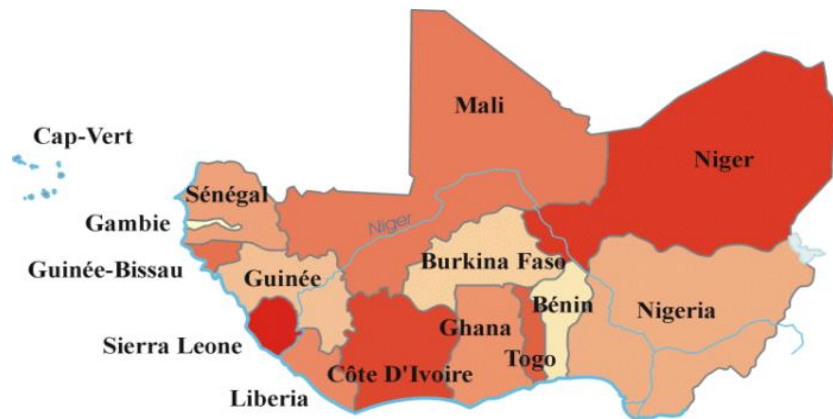 Mali
Cap-Vert
Niger
Sénégal
Gambie
Niger
Guinée-Bissau
Guinée
Burkina Faso
Bénin
Nigeria
Ghana
Sierra Leone
Togo
Côte D'Ivoire
Liberia